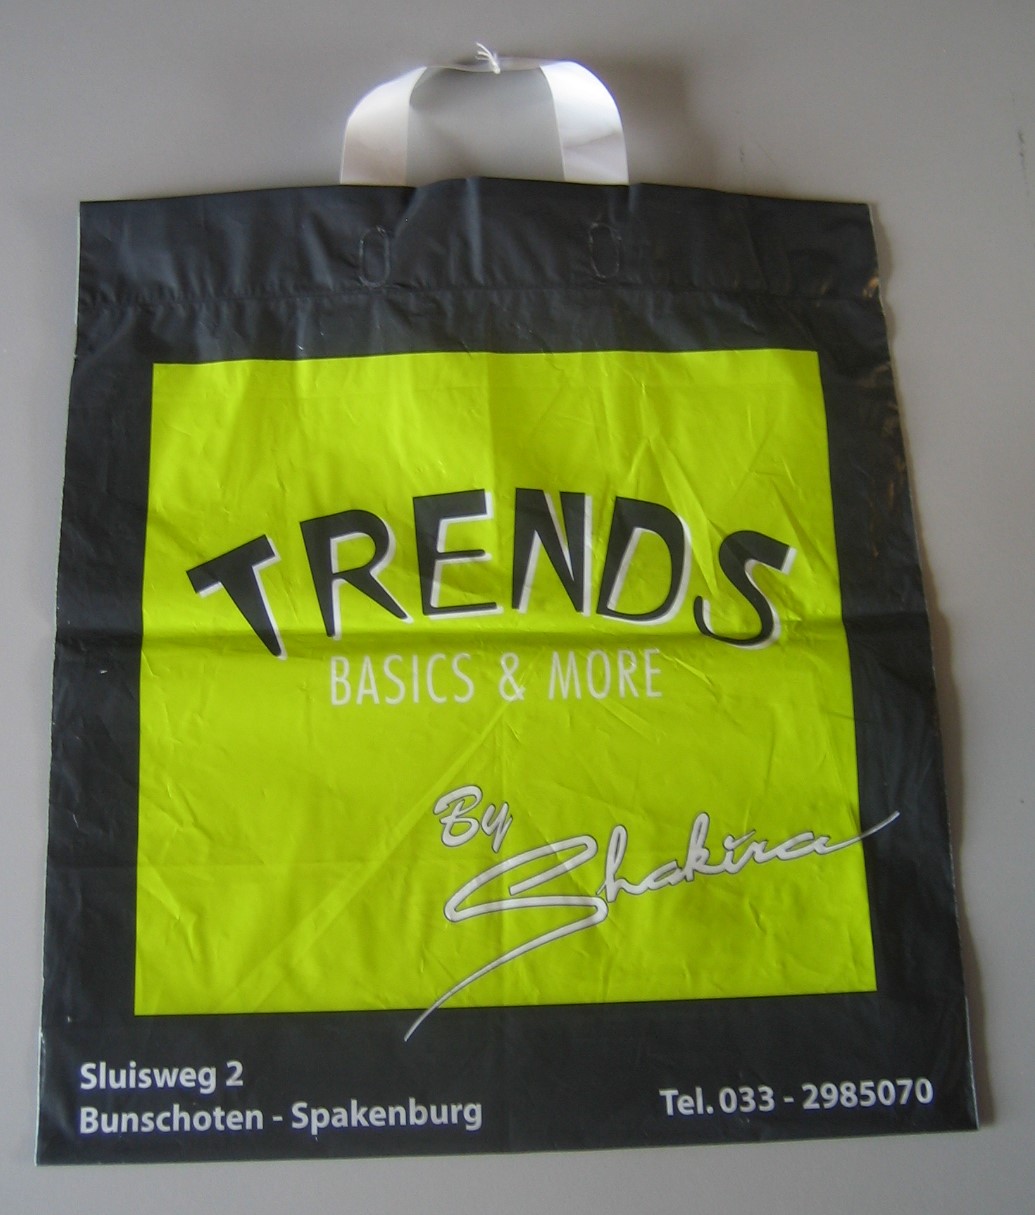 TRENDS
BASICS & MORE
By
Shakira
Sluisweg 2
Bunschoten - Spakenburg
Tel. 033 - 2985070